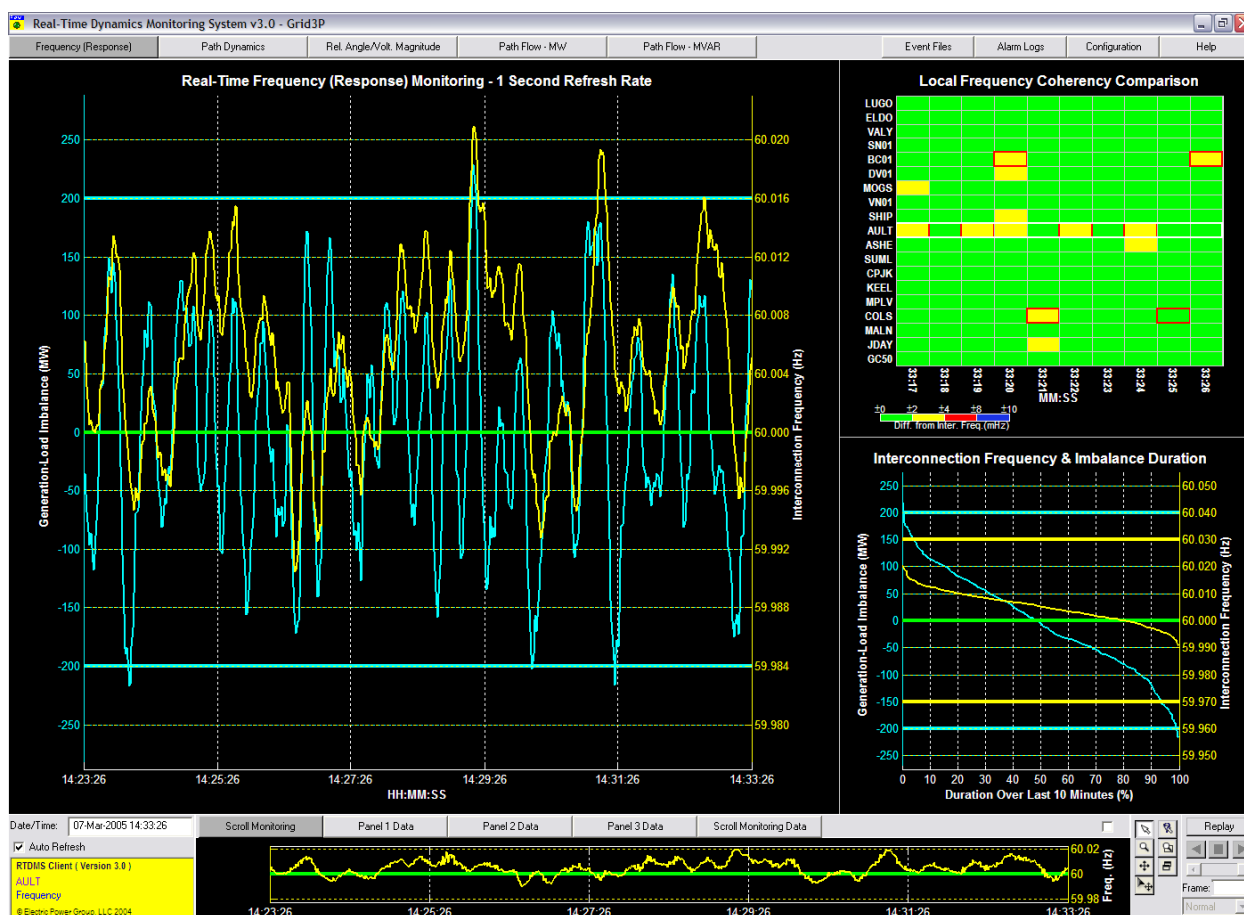 Real-Time Dynamics Monitoring System v3.0 - Grid3P
Frequency (Response) Path Dynamics Rel. Angle/Volt. Magnitude Path Flow - MW Path Flow - MVAR Event Files Alarm Logs Configuration Help
Real-Time Frequency (Response) Monitoring - 1 Second Refresh Rate
Generation-Load Imbalance (MW)
250
200
150
100
50
0
-50
-100
-150
-200
-250
Interconnection Frequency (Hz)
60.020
60.016
60.012
60.008
60.004
60.000
59.996
59.992
59.988
59.984
59.980
14:23:26 14:25:26 14:27:26 14:29:26 14:31:26 14:33:26
HH:MM:SS
Local Frequency Coherency Comparison
LUGO
ELDO
VALY
SN01
BC01
DV01
MOGS
VN01
SHIP
AULT
ASHE
SUML
CPJK
KEEL
MPLV
COLS
MALN
JDAY
GC50
33:17 33:18 33:19 33:20 33:21 33:22 33:23 33:24 33:25 33:26
MM:SS
±0 ±2 ±4 ±8 ±10
Diff. from Inter. Freq.(mHz)
Interconnection Frequency & Imbalance Duration
Generation-Load Imbalance (MW)
250
200
150
100
50
0
-50
-100
-150
-200
-250
Interconnection Frequency (Hz)
60.050
60.040
60.030
60.020
60.010
60.000
59.990
59.980
59.970
59.960
59.950
0 10 20 30 40 50 60 70 80 90 100
Duration Over Last 10 Minutes (%)
Date/Time: 07-Mar-2005 14:33:26
Auto Refresh
RTDMS Client ( Version 3.0 )
AULT
Frequency
© Electric Power Group, LLC 2004
Scroll Monitoring Panel 1 Data Panel 2 Data Panel 3 Data Scroll Monitoring Data
60.02
60
59.98
Freq. (Hz)
14:23:26 14:25:26 14:27:26 14:29:26 14:31:26 14:33:26
Replay
Frame:
Normal